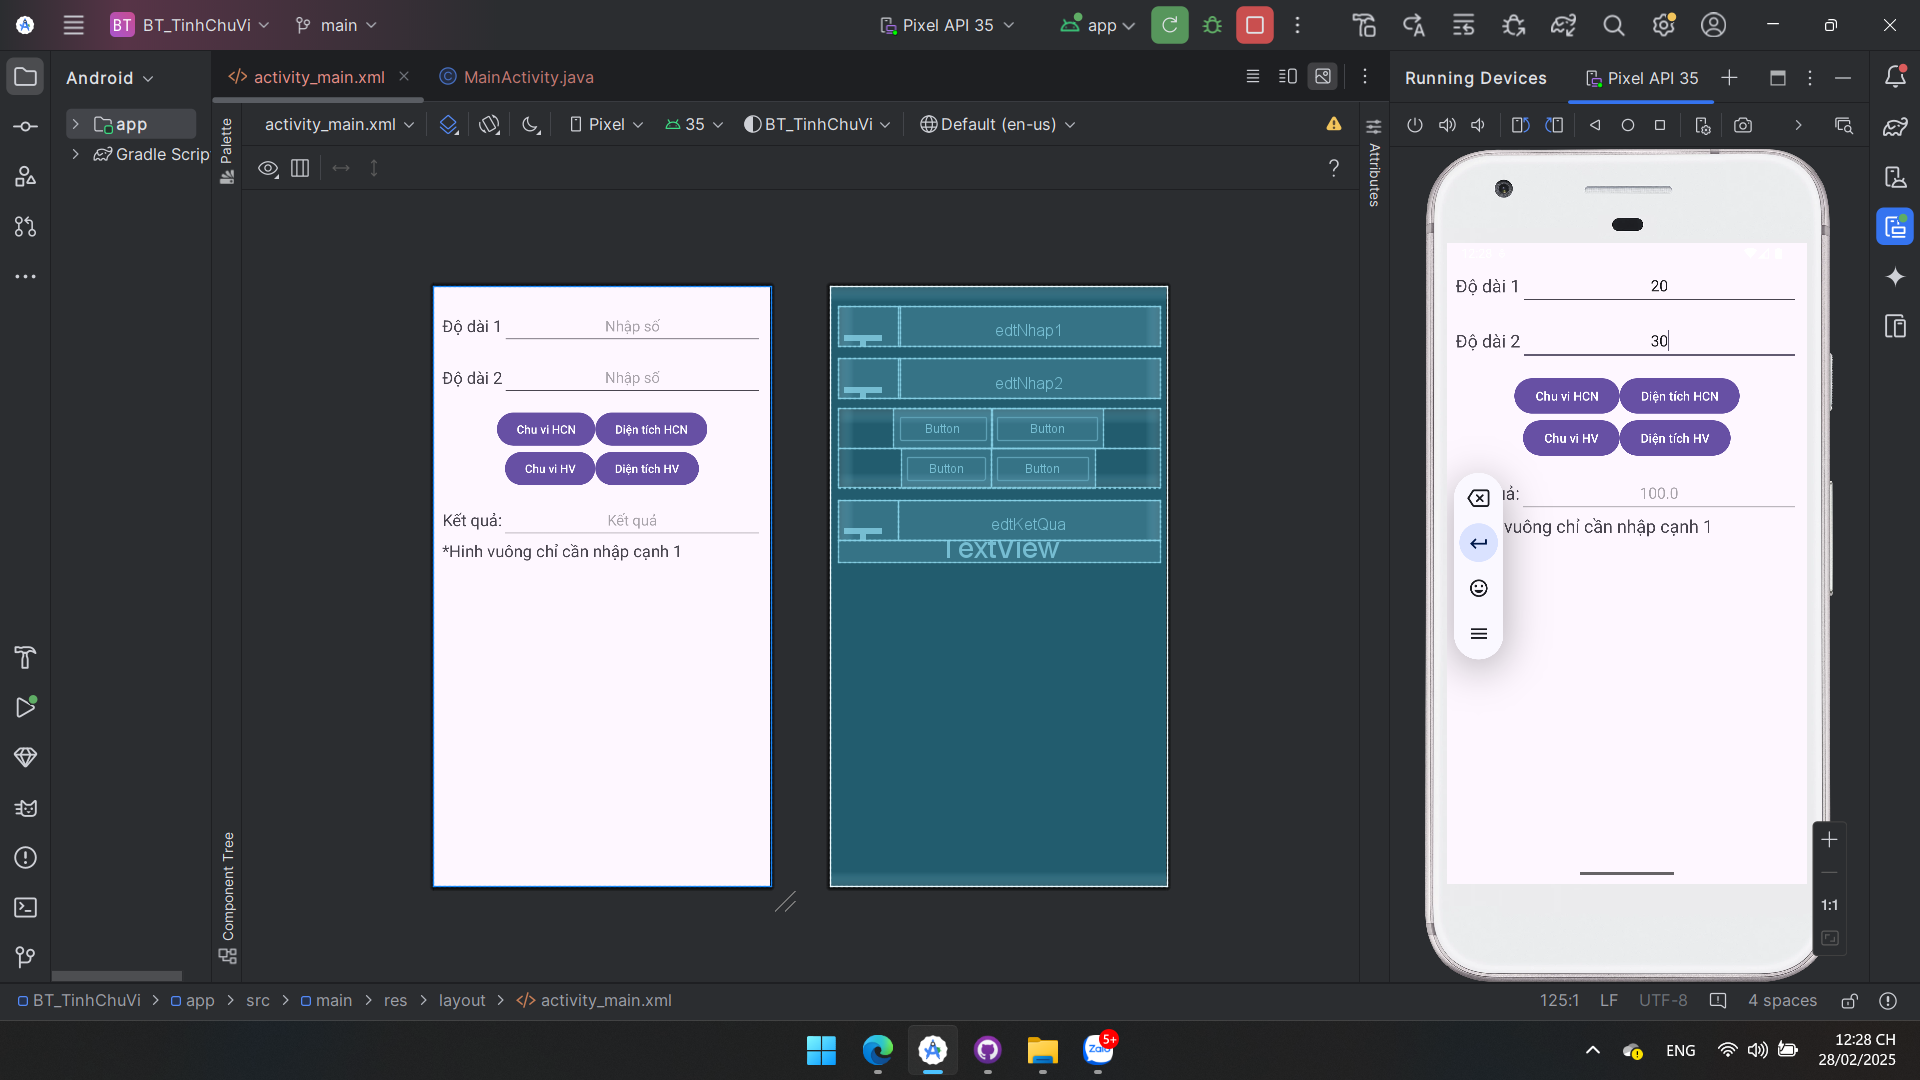 BT BT_TinhChuVi main Pixel API 35 app
Android activity_main.xml MainActivity.java Running Devices Pixel API 35
app
Gradle Scrip
Palette
activity_main.xml Pixel 35 BT_TinhChuVi Default (en-us)
?
Attributes
Component Tree
Độ dài 1 Nhập số
Độ dài 2 Nhập số
Chu vi HCN Diện tích HCN
Chu vi HV Diện tích HV
Kết quả: Kết quả
*Hình vuông chỉ cần nhập cạnh 1
edtNhap1
edtNhap2
Button Button
Button Button
edtKetQua
TextView
Độ dài 1 20
Độ dài 2 30
Chu vi HCN Diện tích HCN
Chu vi HV Diện tích HV
uả: 100.0
vuông chỉ cần nhập cạnh 1
1:1
BT_TinhChuVi > app > src > main > res > layout > activity_main.xml 125:1 LF UTF-8 4 spaces
Zalo 5+
ENG 12:28 CH
28/02/2025